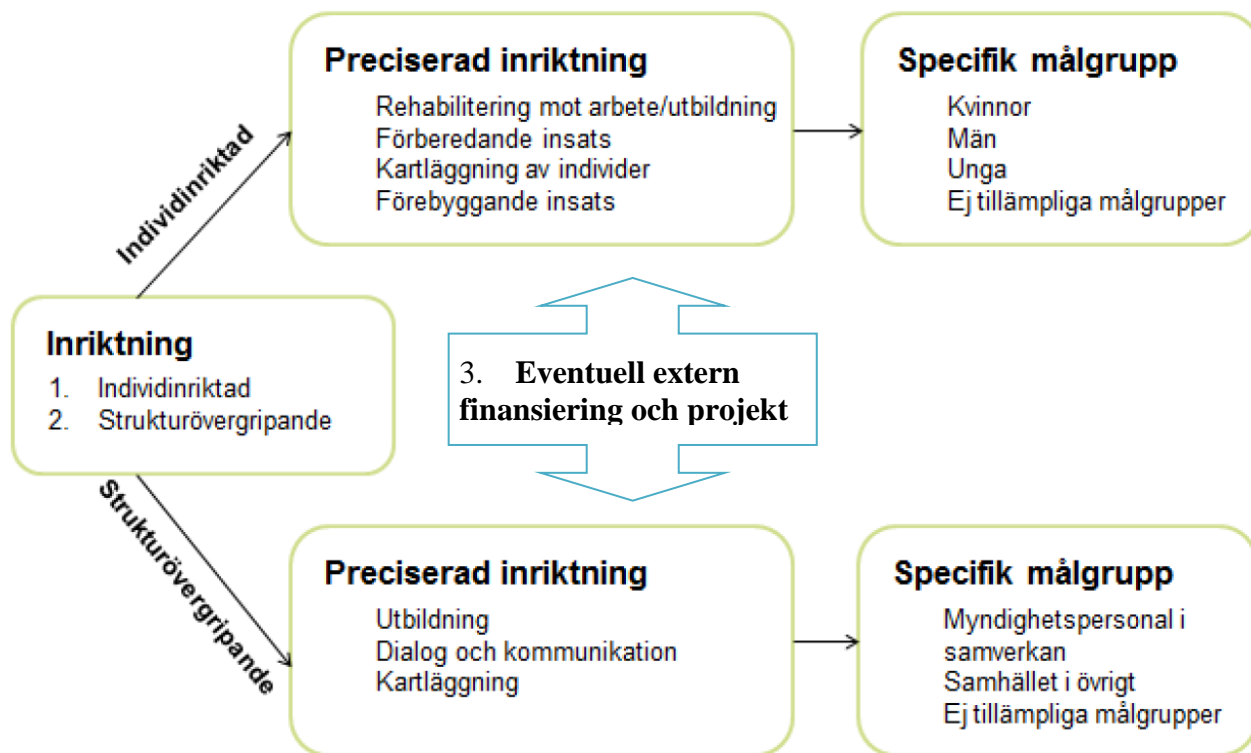 Inriktning
1. Individinriktad
2. Strukturövergripande
Individinriktad
Preciserad inriktning
Rehabilitering mot arbete/utbildning
Förberedande insats
Kartläggning av individer
Förebyggande insats
Specifik målgrupp
Kvinnor
Män
Unga
Ej tillämpliga målgrupper
3. Eventuell extern
finansiering och projekt
Strukturövergripande
Preciserad inriktning
Utbildning
Dialog och kommunikation
Kartläggning
Specifik målgrupp
Myndighetspersonal i
samverkan
Samhället i övrigt
Ej tillämpliga målgrupper